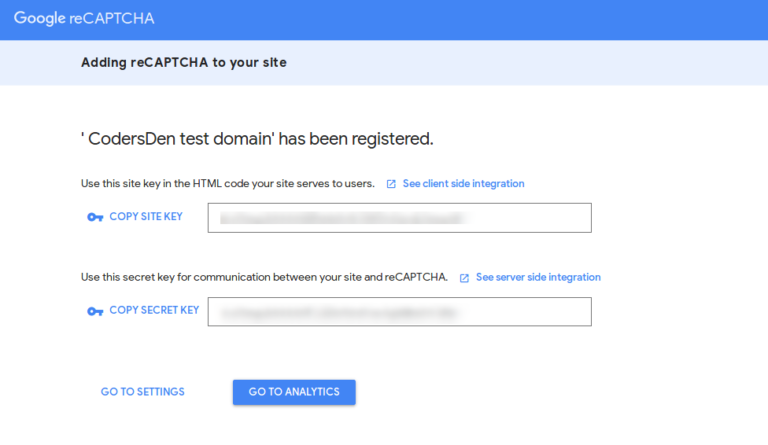 Google reCAPTCHA
Adding reCAPTCHA to your site
' CodersDen test domain' has been registered.
Use this site key in the HTML code your site serves to users. See client side integration
COPY SITE KEY
Use this secret key for communication between your site and reCAPTCHA. See server side integration
COPY SECRET KEY
GO TO SETTINGS GO TO ANALYTICS